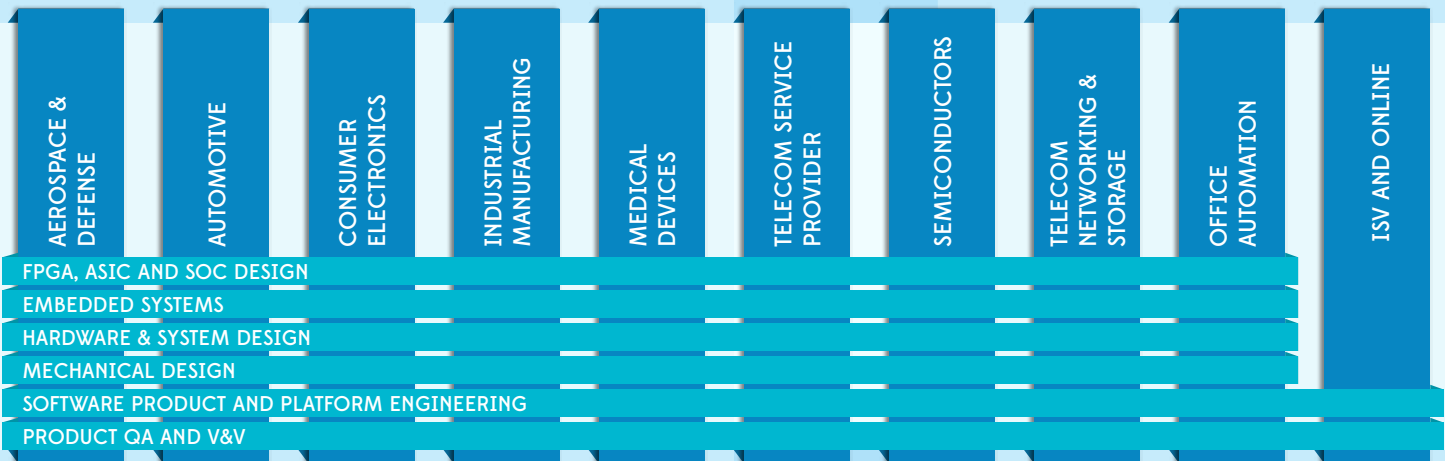 AEROSPACE &
DEFENSE
AUTOMOTIVE
CONSUMER
ELECTRONICS
INDUSTRIAL
MANUFACTURING
MEDICAL
DEVICES
TELECOM SERVICE
PROVIDER
SEMICONDUCTORS
TELECOM
NETWORKING &
STORAGE
OFFICE
AUTOMATION
ISV AND ONLINE
FPGA, ASIC AND SOC DESIGN
EMBEDDED SYSTEMS
HARDWARE & SYSTEM DESIGN
MECHANICAL DESIGN
SOFTWARE PRODUCT AND PLATFORM ENGINEERING
PRODUCT QA AND V&V